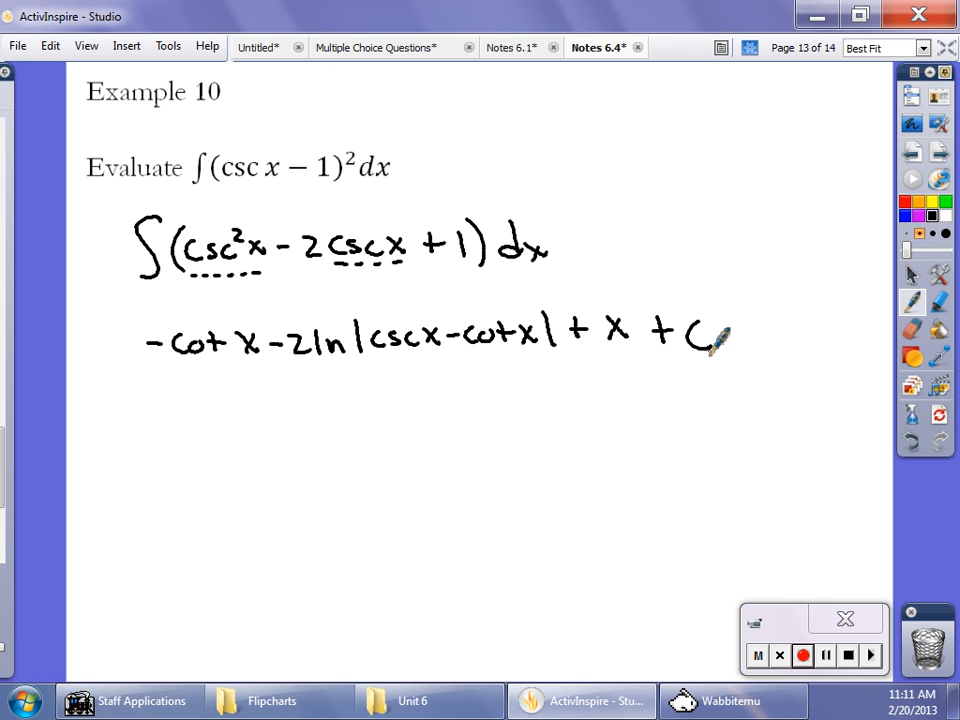 ActivInspire - Studio
File Edit View Insert Tools Help Untitled* Multiple Choice Questions* Notes 6.1* Notes 6.4* Page 13 of 14 Best Fit
Example 10
Evaluate ∫(csc x − 1)²dx
∫(csc²x - 2cscx + 1) dx
-cot x - 2ln|cscx - cotx| + x + C
M
Staff Applications Flipcharts Unit 6 ActivInspire - Stu... Wabbitemu 11:11 AM
2/20/2013